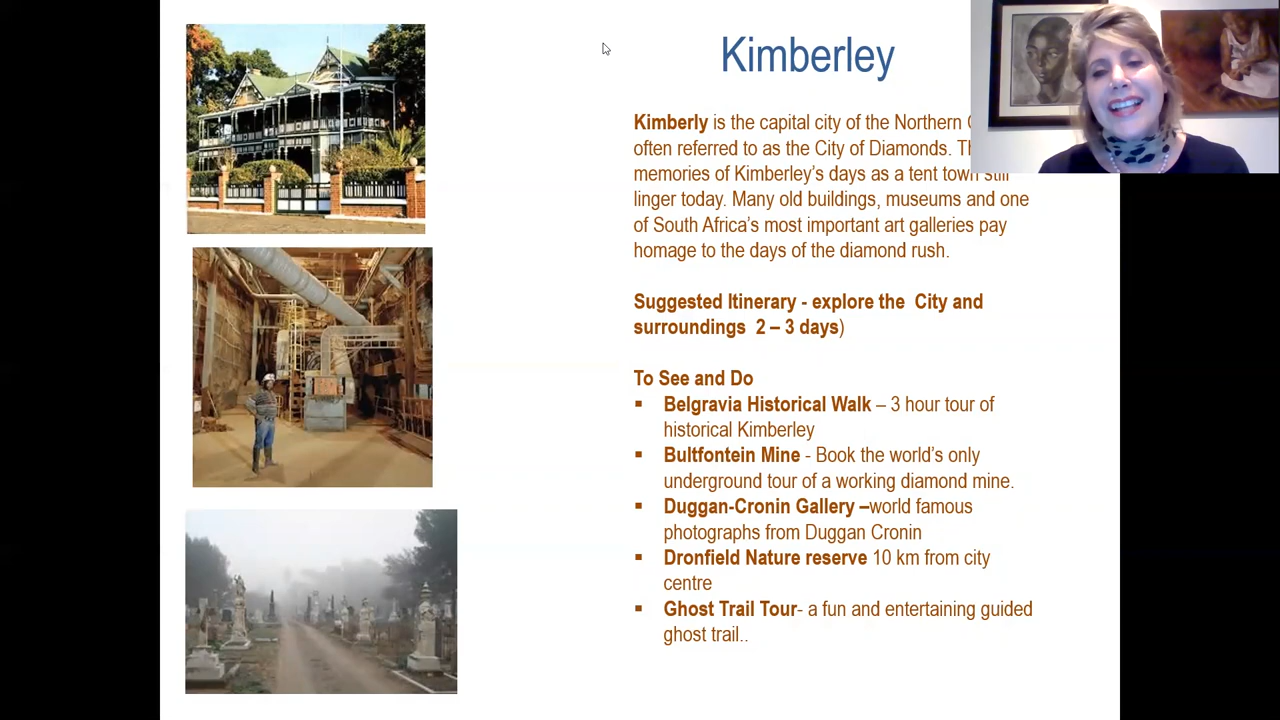 Kimberley
Kimberly is the capital city of the Northern
often referred to as the City of Diamonds.
memories of Kimberley's days as a tent town still
linger today. Many old buildings, museums and one
of South Africa's most important art galleries pay
homage to the days of the diamond rush.
Suggested Itinerary - explore the  City and
surroundings  2 – 3 days)
To See and Do
▪ Belgravia Historical Walk – 3 hour tour of
historical Kimberley
▪ Bultfontein Mine - Book the world's only
underground tour of a working diamond mine.
▪ Duggan-Cronin Gallery –world famous
photographs from Duggan Cronin
▪ Dronfield Nature reserve 10 km from city
centre
▪ Ghost Trail Tour- a fun and entertaining guided
ghost trail..